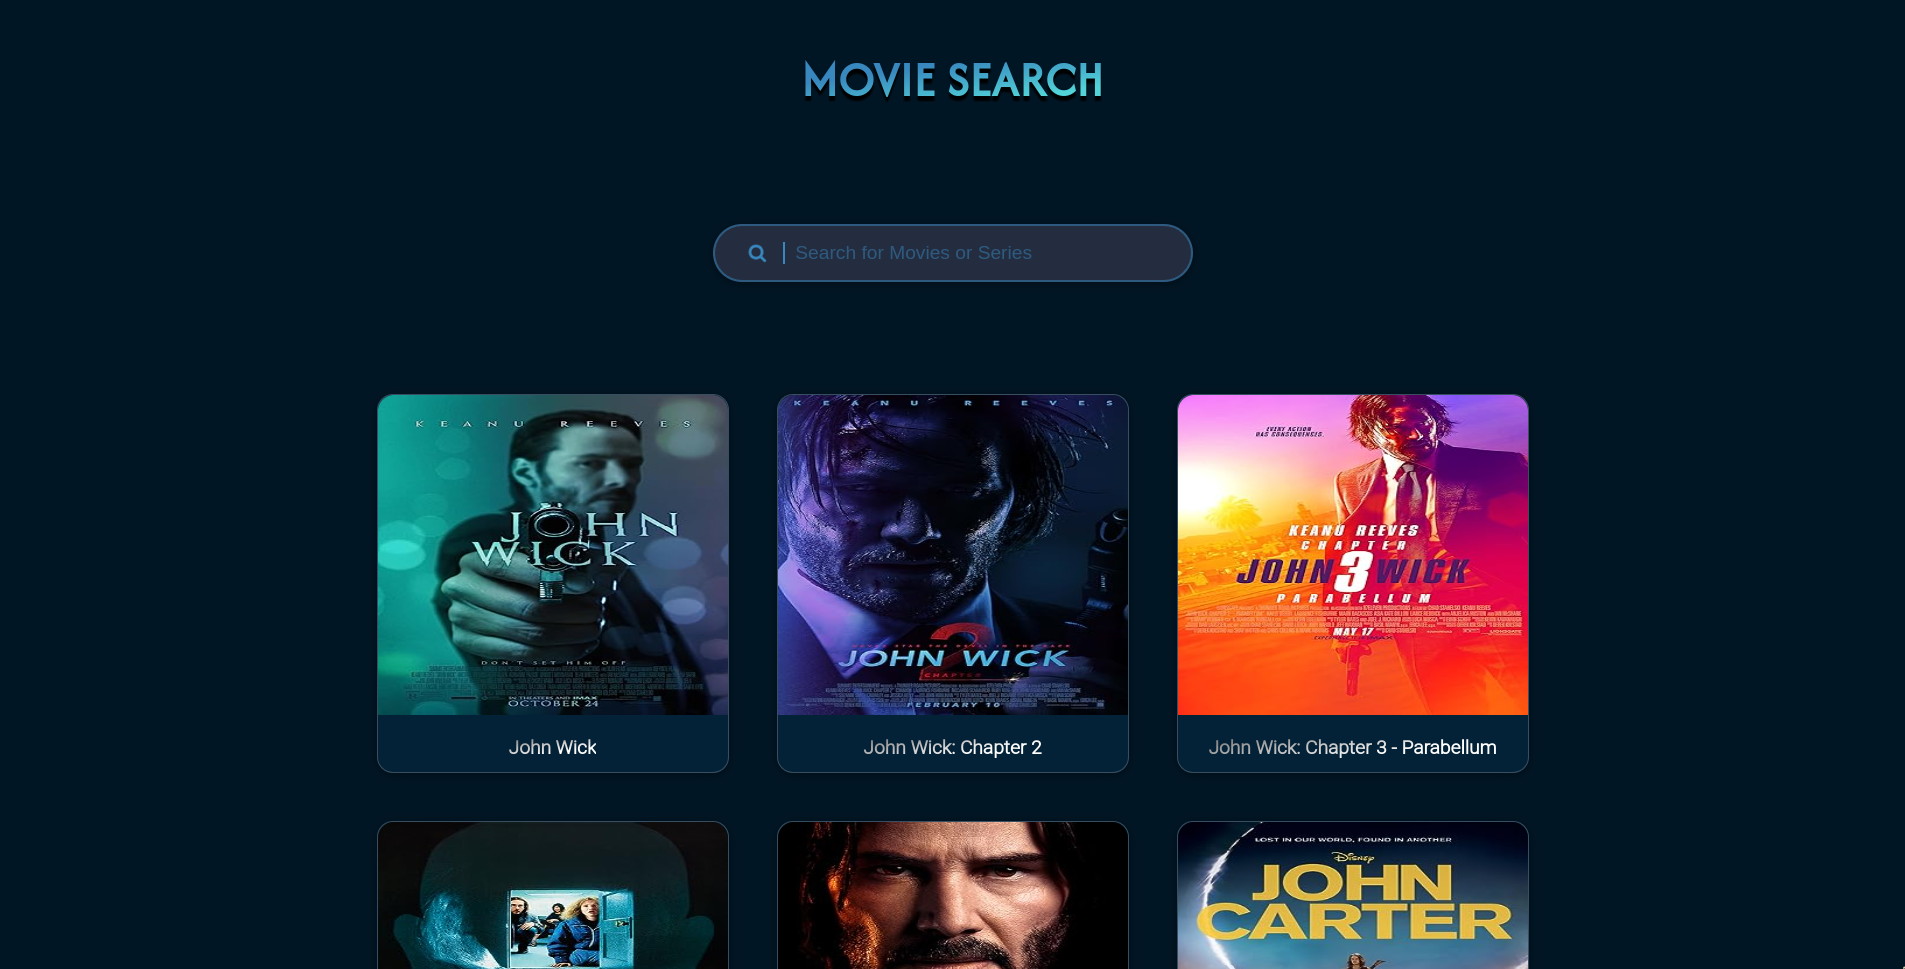 MOVIE SEARCH
Search for Movies or Series
KEANU REEVES
JOHN
WICK
DON'T SET HIM OFF
IN THEATERS AND IMAX
OCTOBER 24
John Wick
KEANU REEVES
2
JOHN WICK
CHAPTER
FEBRUARY 10
John Wick: Chapter 2
EVERY ACTION
HAS CONSEQUENCES.
KEANU REEVES
CHAPTER
JOHN 3 WICK
PARABELLUM
MAY 17
John Wick: Chapter 3 - Parabellum
LOST IN OUR WORLD, FOUND IN ANOTHER
Disney
JOHN
CARTER